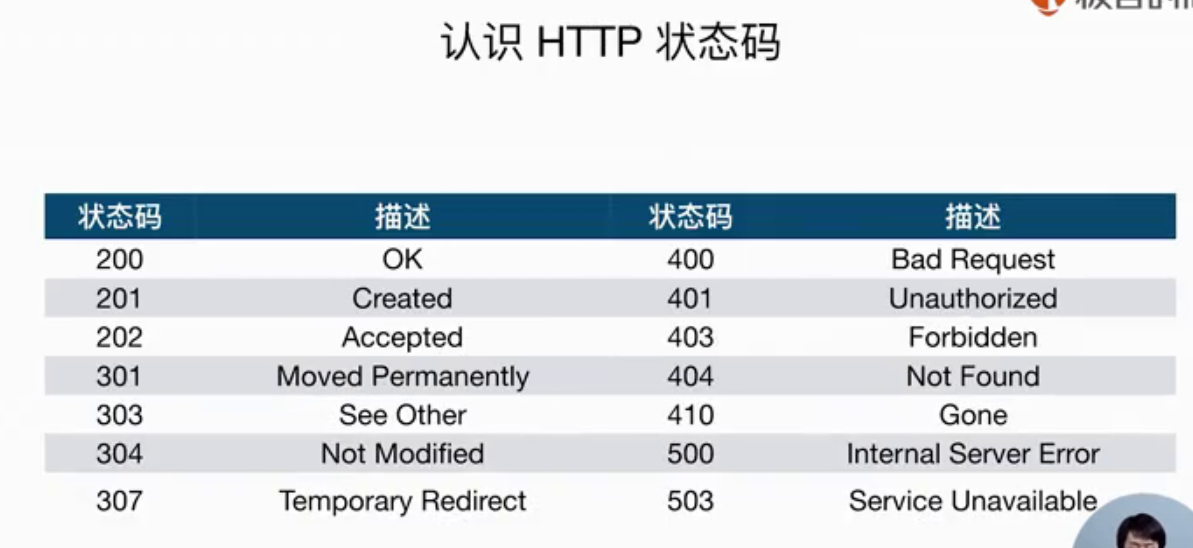 认识 HTTP 状态码
状态码 描述 状态码 描述
200 OK 400 Bad Request
201 Created 401 Unauthorized
202 Accepted 403 Forbidden
301 Moved Permanently 404 Not Found
303 See Other 410 Gone
304 Not Modified 500 Internal Server Error
307 Temporary Redirect 503 Service Unavailable